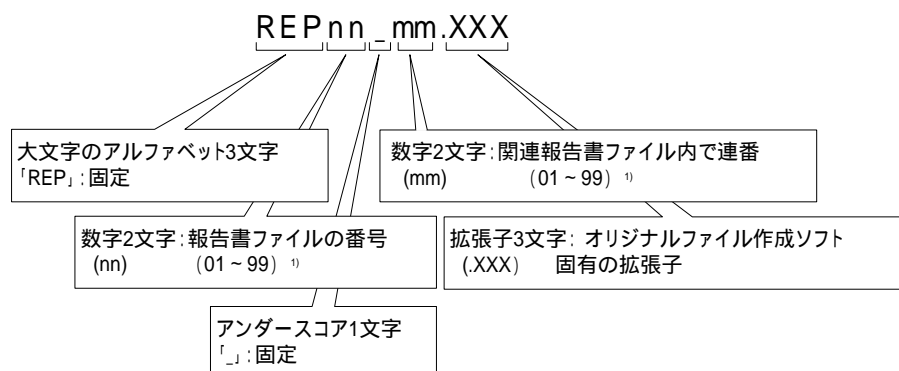 REPnn_mm.XXX
大文字のアルファベット3文字
「REP」:固定
数字2文字:関連報告書ファイル内で連番
(mm) (01~99) 1)
数字2文字:報告書ファイルの番号
(nn) (01~99) 1)
拡張子3文字: オリジナルファイル作成ソフト
(.XXX) 固有の拡張子
アンダースコア1文字
「_」:固定